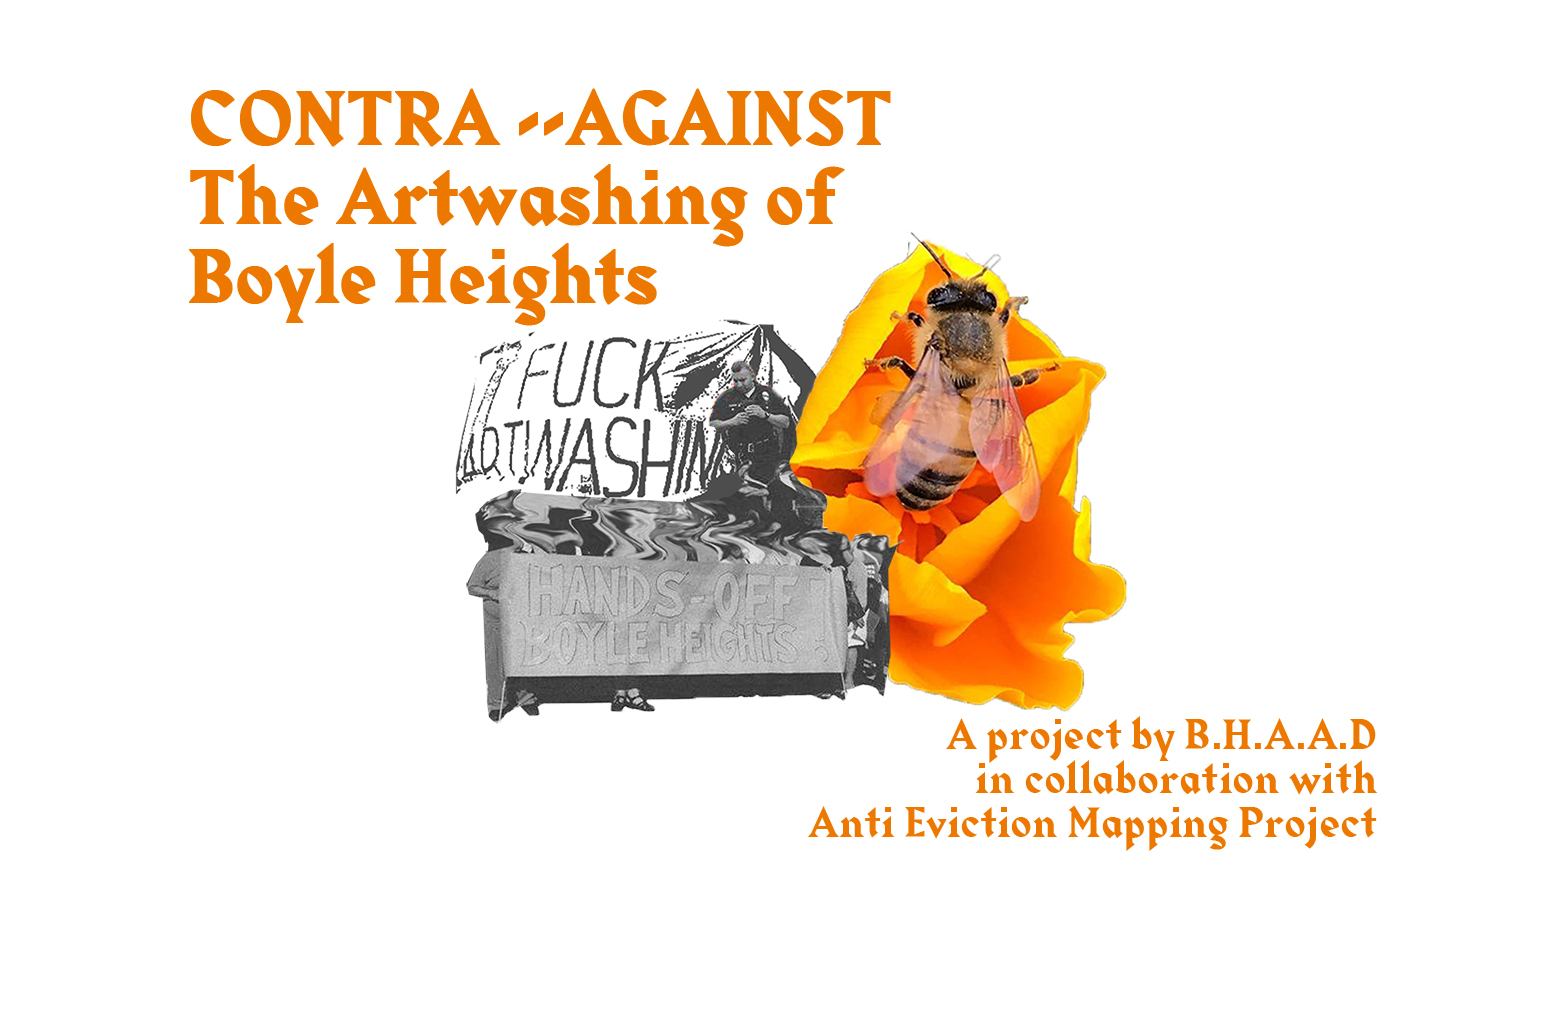 CONTRA --AGAINST
The Artwashing of
Boyle Heights
FUCK
ARTWASHIN
HANDS-OFF
BOYLE HEIGHTS!
A project by B.H.A.A.D
in collaboration with
Anti Eviction Mapping Project